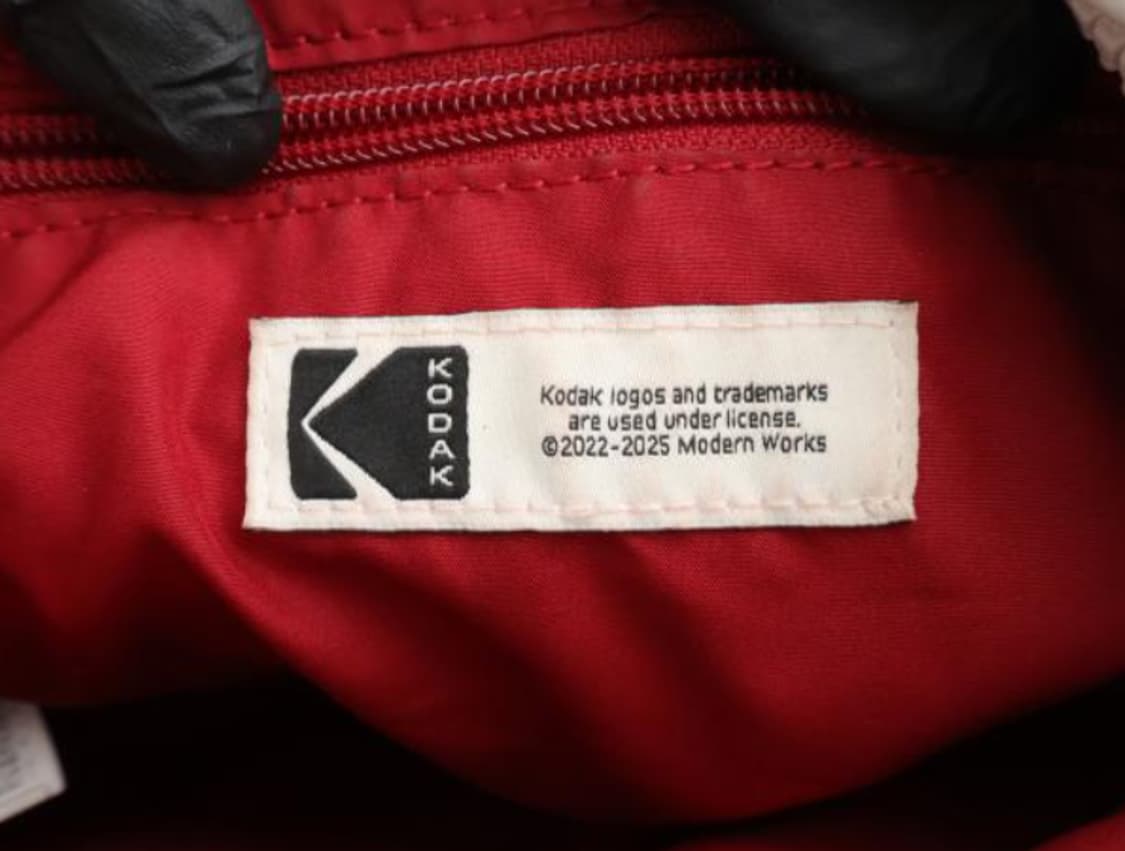 KODAK
Kodak logos and trademarks
are used under license.
©2022-2025 Modern Works